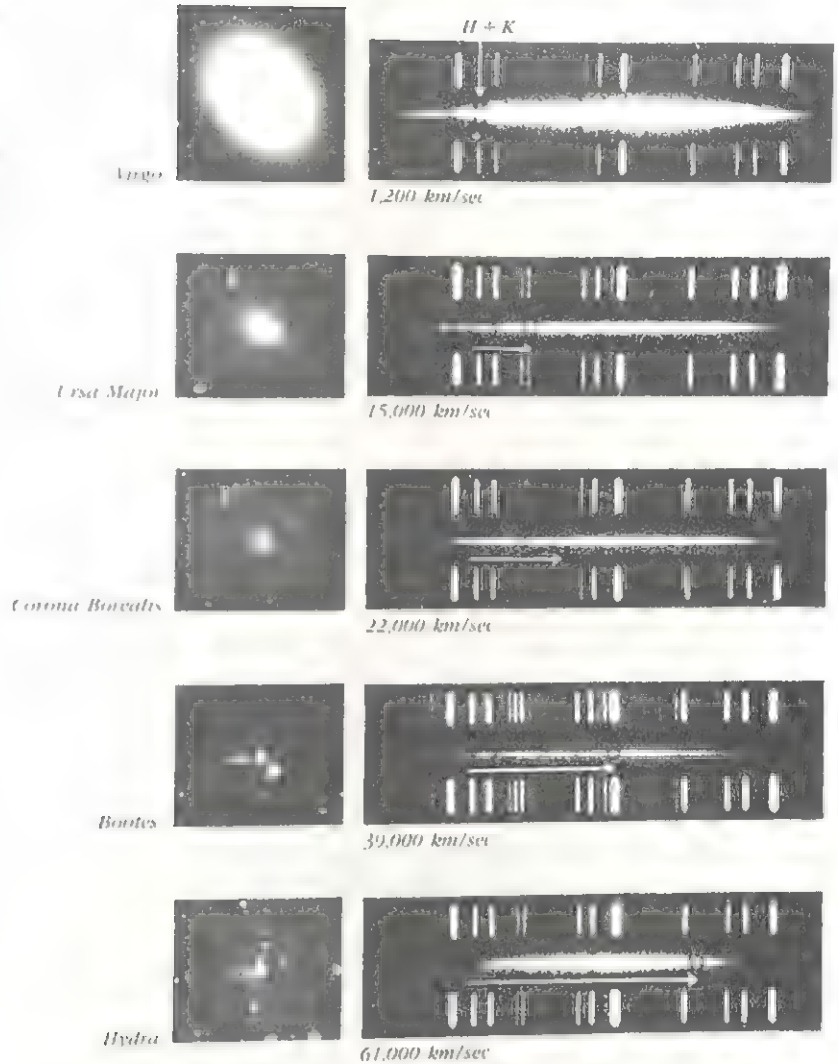 H + K
Virgo
1,200 km/sec
Ursa Major
15,000 km/sec
Corona Borealis
22,000 km/sec
Bootes
39,000 km/sec
Hydra
61,000 km/sec